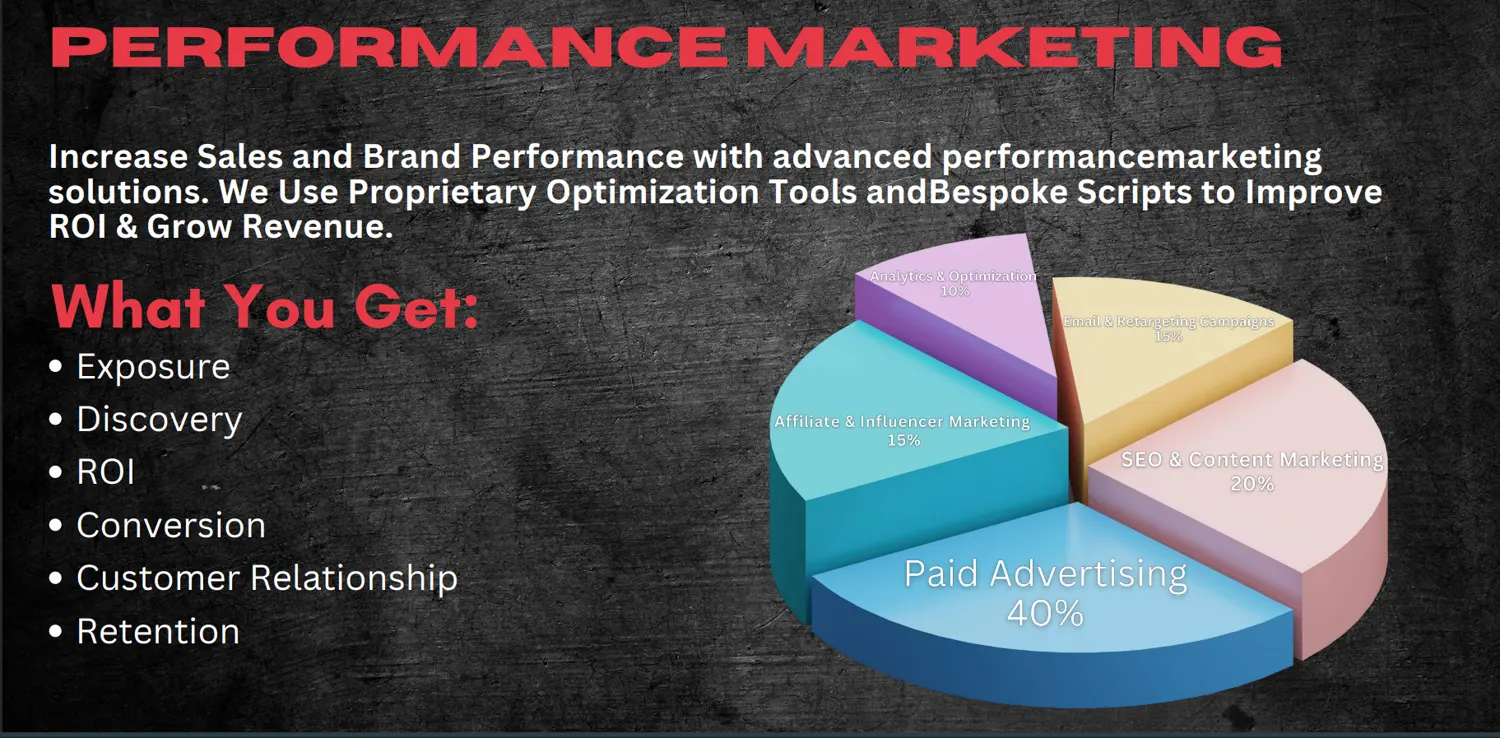 PERFORMANCE MARKETING
Increase Sales and Brand Performance with advanced performancemarketing
solutions. We Use Proprietary Optimization Tools andBespoke Scripts to Improve
ROI & Grow Revenue.
What You Get:
• Exposure
• Discovery
• ROI
• Conversion
• Customer Relationship
• Retention
Analytics & Optimization
10%
Email & Retargeting Campaigns
15%
Affiliate & Influencer Marketing
15%
SEO & Content Marketing
20%
Paid Advertising
40%